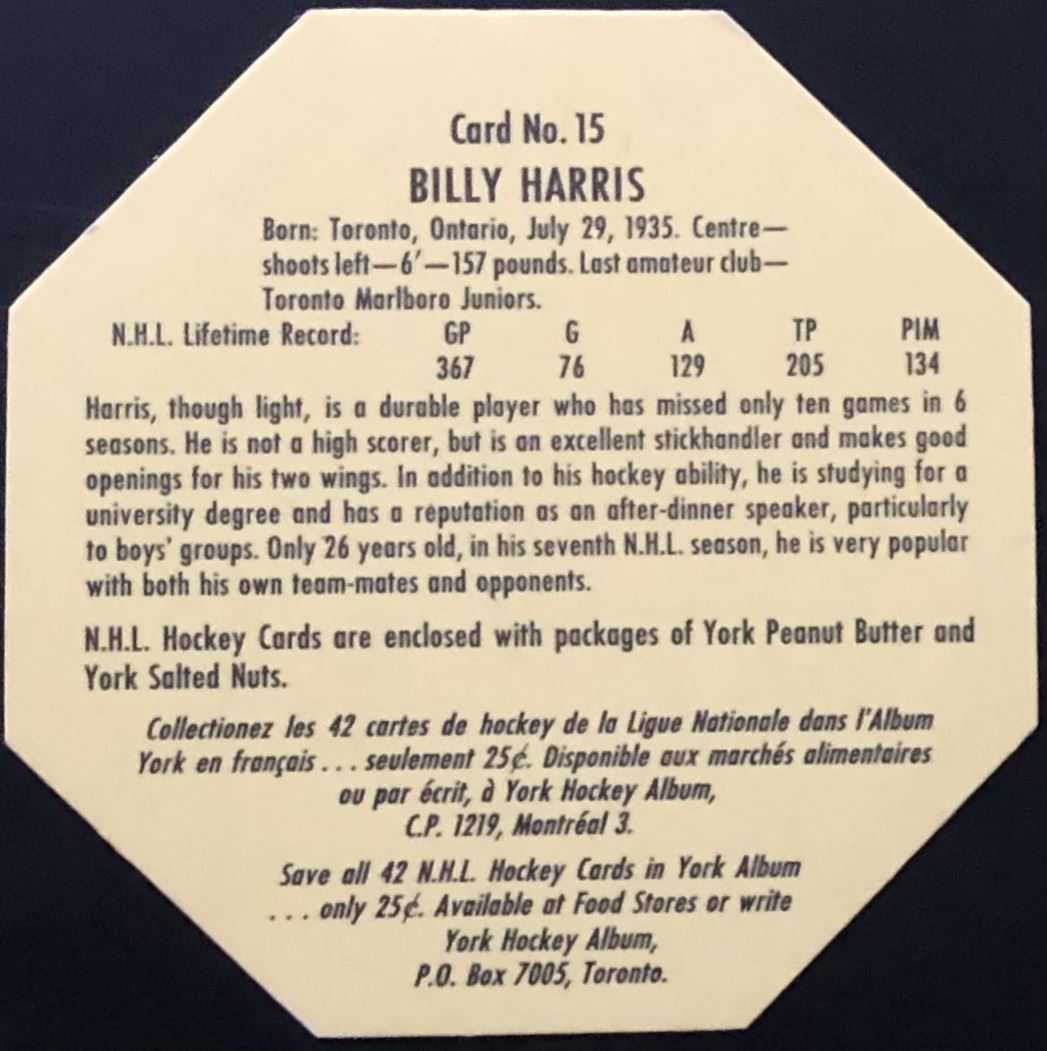 Card No. 15
BILLY HARRIS
Born: Toronto, Ontario, July 29, 1935. Centre—
shoots left—6'—157 pounds. Last amateur club—
Toronto Marlboro Juniors.
N.H.L. Lifetime Record: GP G A TP PIM
367 76 129 205 134
Harris, though light, is a durable player who has missed only ten games in 6
seasons. He is not a high scorer, but is an excellent stickhandler and makes good
openings for his two wings. In addition to his hockey ability, he is studying for a
university degree and has a reputation as an after-dinner speaker, particularly
to boys' groups. Only 26 years old, in his seventh N.H.L. season, he is very popular
with both his own team-mates and opponents.
N.H.L. Hockey Cards are enclosed with packages of York Peanut Butter and
York Salted Nuts.
Collectionez les 42 cartes de hockey de la Ligue Nationale dans l'Album
York en français... seulement 25¢. Disponible aux marchés alimentaires
ou par écrit, à York Hockey Album,
C.P. 1219, Montréal 3.
Save all 42 N.H.L. Hockey Cards in York Album
... only 25¢. Available at Food Stores or write
York Hockey Album,
P.O. Box 7005, Toronto.